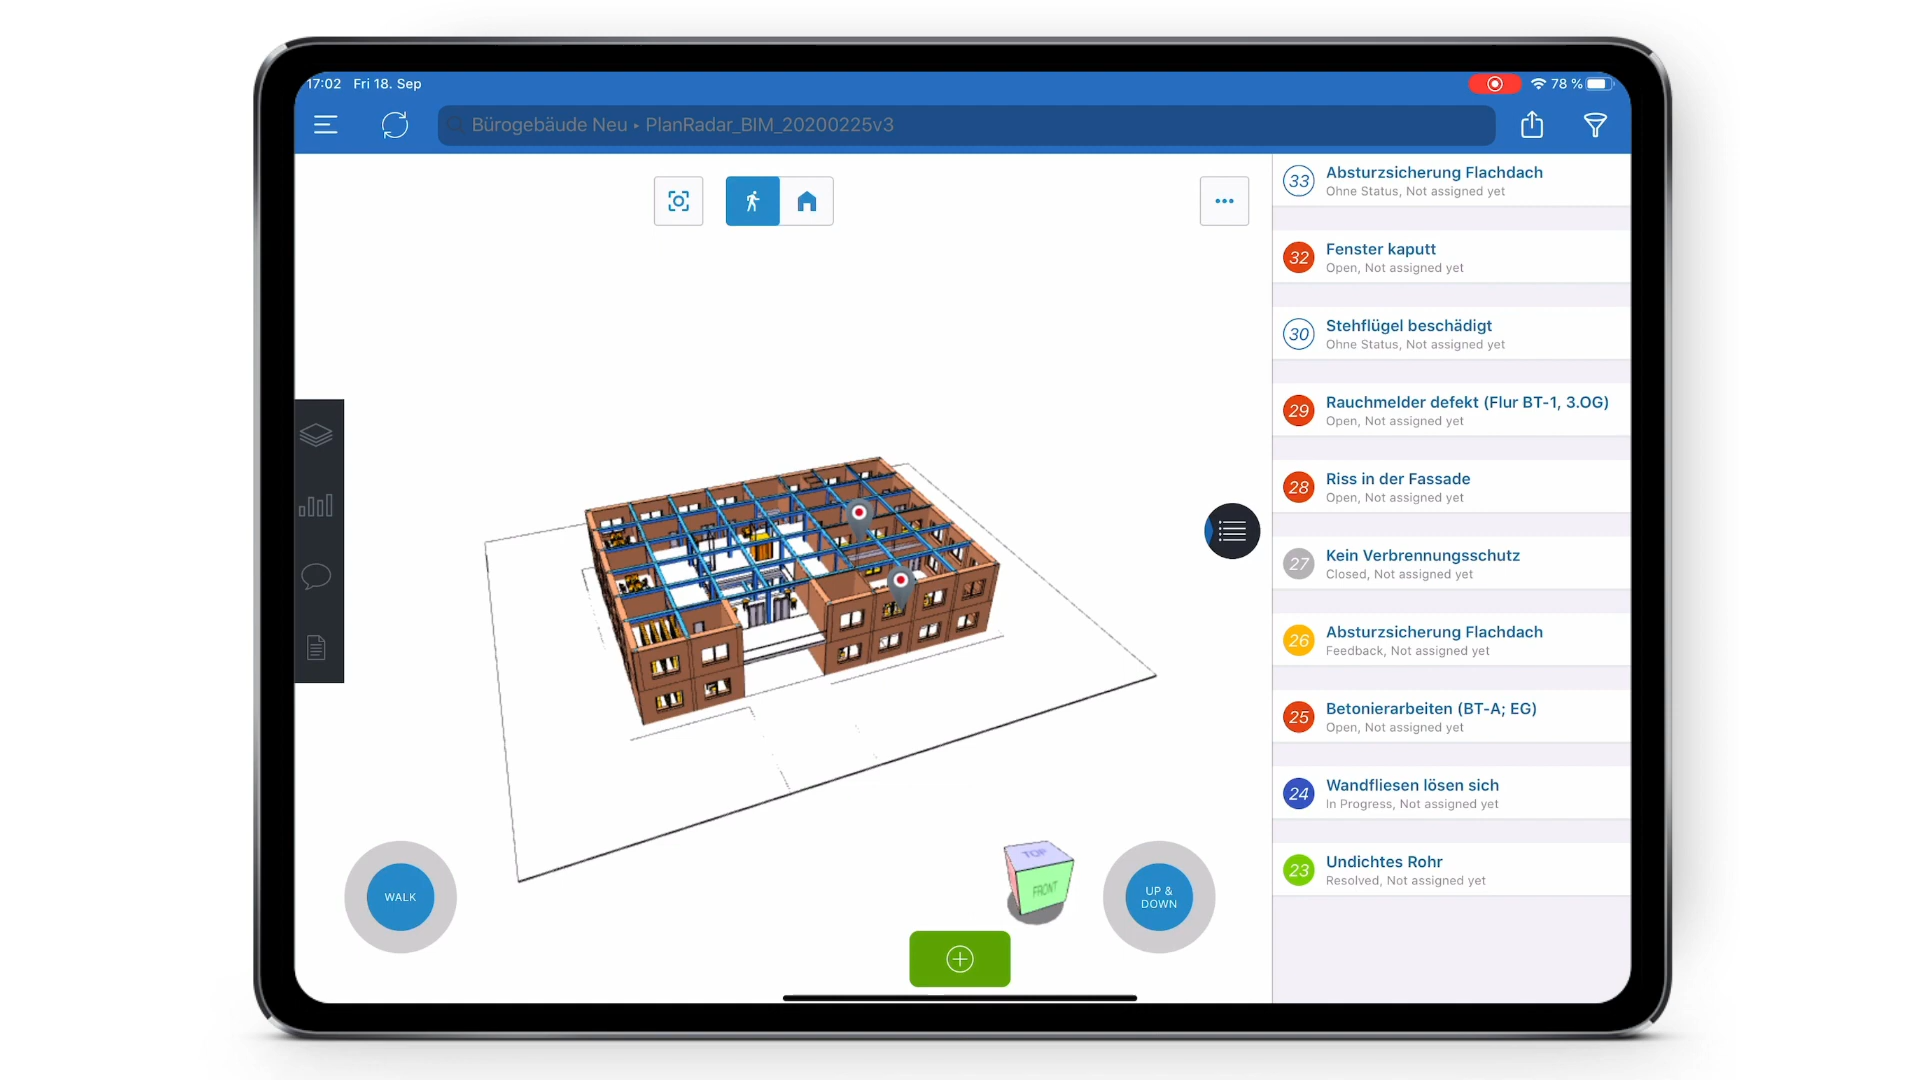 17:02 Fri 18. Sep
78 %
Bürogebäude Neu ▸ PlanRadar_BIM_20200225v3
33 Absturzsicherung Flachdach
Ohne Status, Not assigned yet
32 Fenster kaputt
Open, Not assigned yet
30 Stehflügel beschädigt
Ohne Status, Not assigned yet
29 Rauchmelder defekt (Flur BT-1, 3.OG)
Open, Not assigned yet
28 Riss in der Fassade
Open, Not assigned yet
27 Kein Verbrennungsschutz
Closed, Not assigned yet
26 Absturzsicherung Flachdach
Feedback, Not assigned yet
25 Betonierarbeiten (BT-A; EG)
Open, Not assigned yet
24 Wandfliesen lösen sich
In Progress, Not assigned yet
23 Undichtes Rohr
Resolved, Not assigned yet
WALK
TOP
FRONT
UP &
DOWN